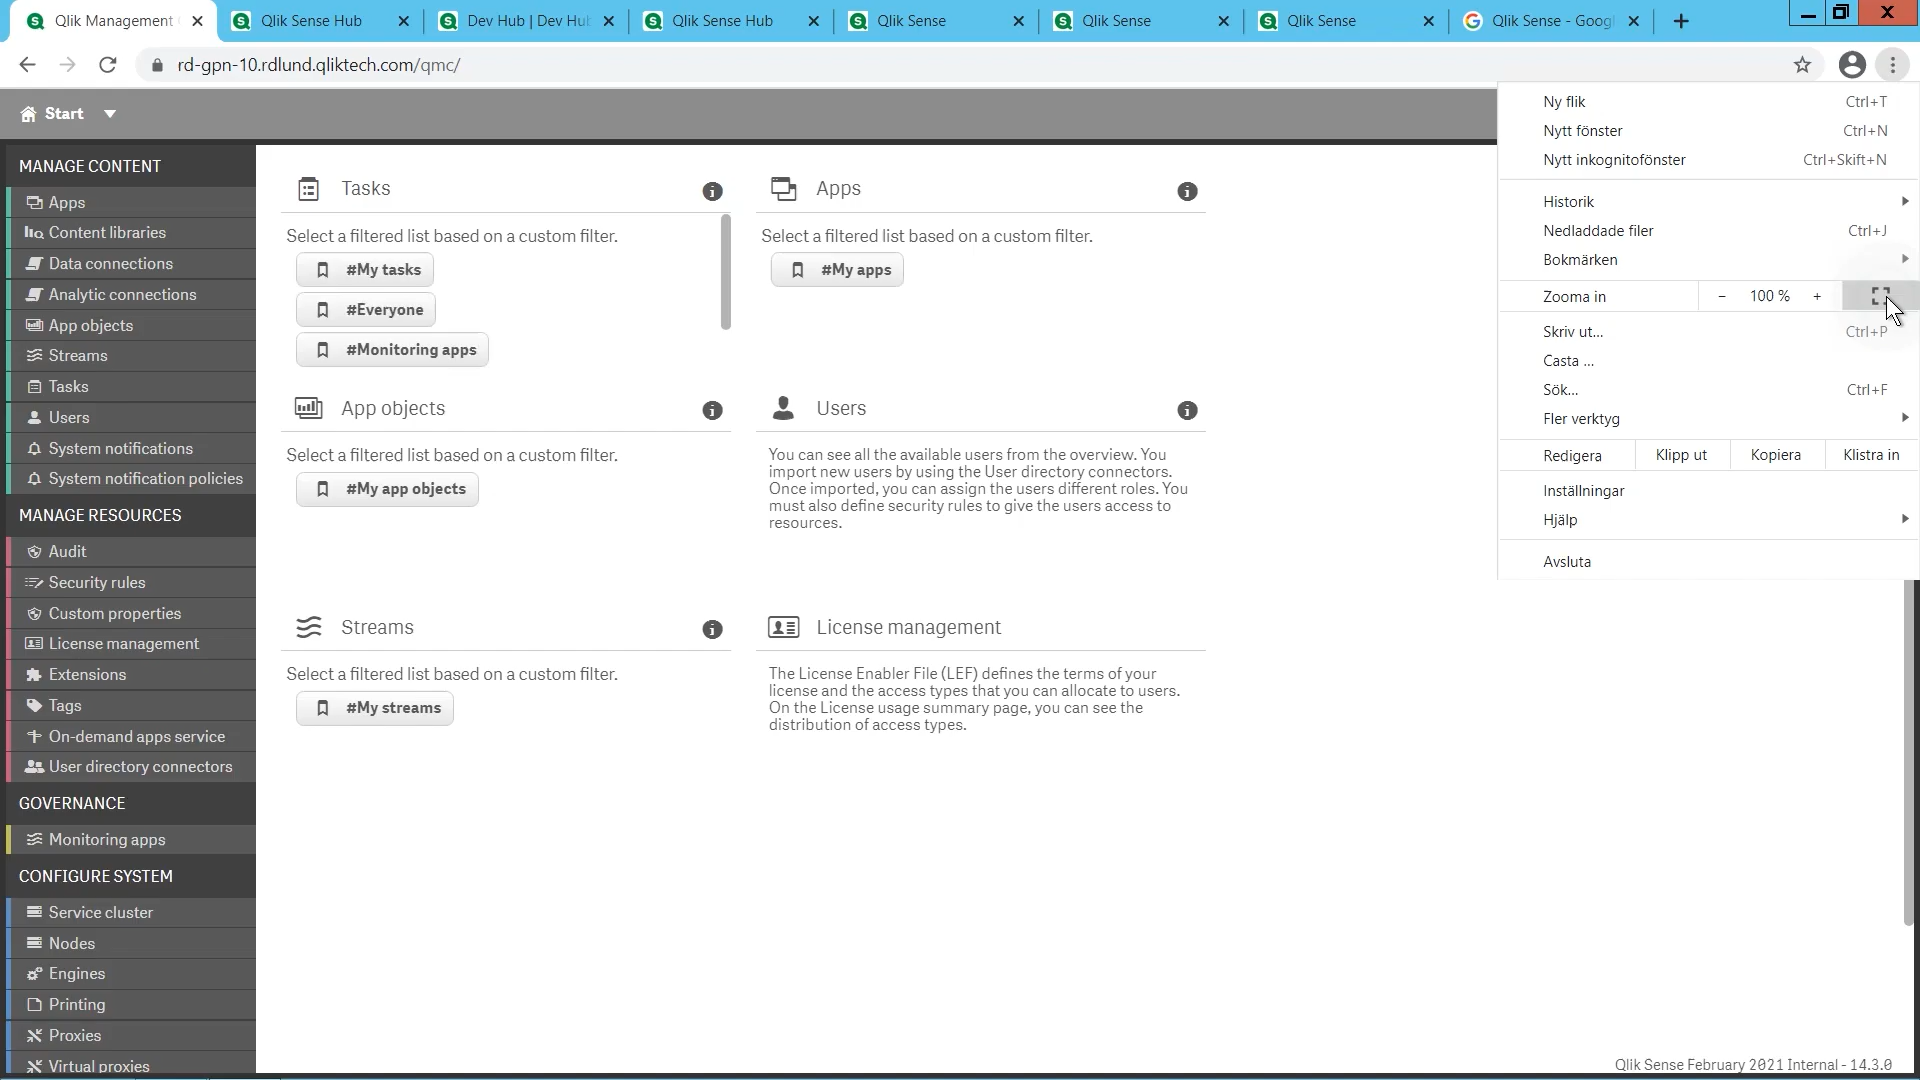 Qlik Management
Qlik Sense Hub
Dev Hub | Dev Hub
Qlik Sense Hub
Qlik Sense
Qlik Sense
Qlik Sense
Qlik Sense - Googl
rd-gpn-10.rdlund.qliktech.com/qmc/
Start
MANAGE CONTENT
Apps
Content libraries
Data connections
Analytic connections
App objects
Streams
Tasks
Users
System notifications
System notification policies
MANAGE RESOURCES
Audit
Security rules
Custom properties
License management
Extensions
Tags
On-demand apps service
User directory connectors
GOVERNANCE
Monitoring apps
CONFIGURE SYSTEM
Service cluster
Nodes
Engines
Printing
Proxies
Virtual proxies
Tasks
Select a filtered list based on a custom filter.
#My tasks
#Everyone
#Monitoring apps
Apps
Select a filtered list based on a custom filter.
#My apps
App objects
Select a filtered list based on a custom filter.
#My app objects
Users
You can see all the available users from the overview. You
import new users by using the User directory connectors.
Once imported, you can assign the users different roles. You
must also define security rules to give the users access to
resources.
Streams
Select a filtered list based on a custom filter.
#My streams
License management
The License Enabler File (LEF) defines the terms of your
license and the access types that you can allocate to users.
On the License usage summary page, you can see the
distribution of access types.
Ny flik Ctrl+T
Nytt fönster Ctrl+N
Nytt inkognitofönster Ctrl+Skift+N
Historik
Nedladdade filer Ctrl+J
Bokmärken
Zooma in − 100 % +
Skriv ut... Ctrl+P
Casta ...
Sök... Ctrl+F
Fler verktyg
Redigera Klipp ut Kopiera Klistra in
Inställningar
Hjälp
Avsluta
Qlik Sense February 2021 Internal - 14.3.0